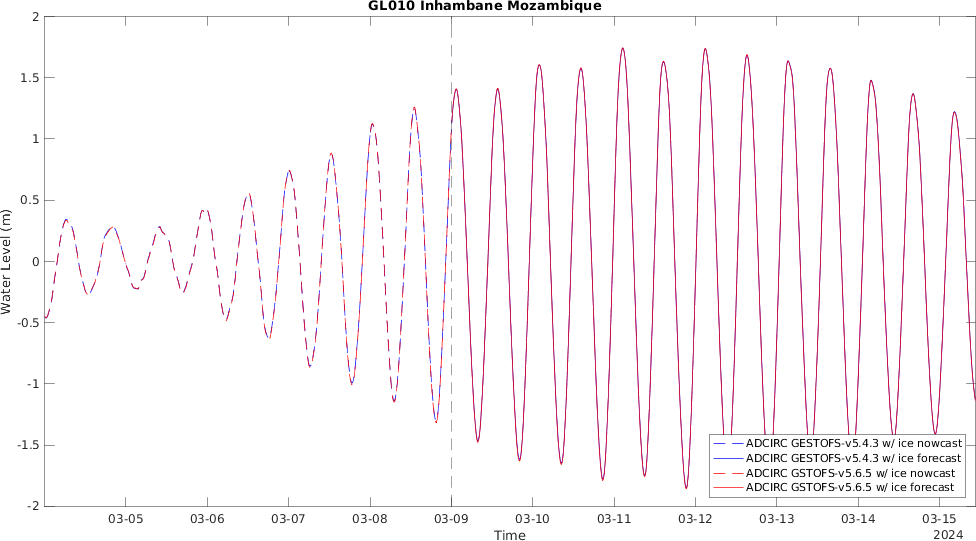 GL010 Inhambane Mozambique
Water Level (m)
2
1.5
1
0.5
0
-0.5
-1
-1.5
-2
ADCIRC GESTOFS-v5.4.3 w/ ice nowcast
ADCIRC GESTOFS-v5.4.3 w/ ice forecast
ADCIRC GSTOFS-v5.6.5 w/ ice nowcast
ADCIRC GSTOFS-v5.6.5 w/ ice forecast
03-05 03-06 03-07 03-08 03-09 03-10 03-11 03-12 03-13 03-14 03-15
Time
2024